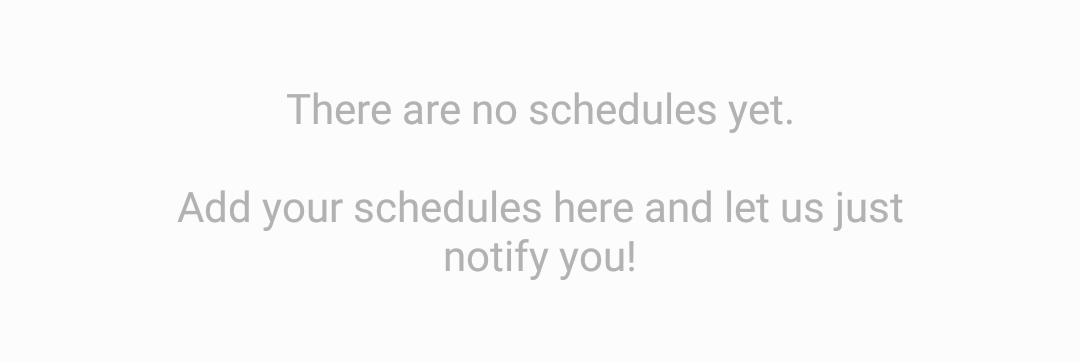 There are no schedules yet.
Add your schedules here and let us just
notify you!